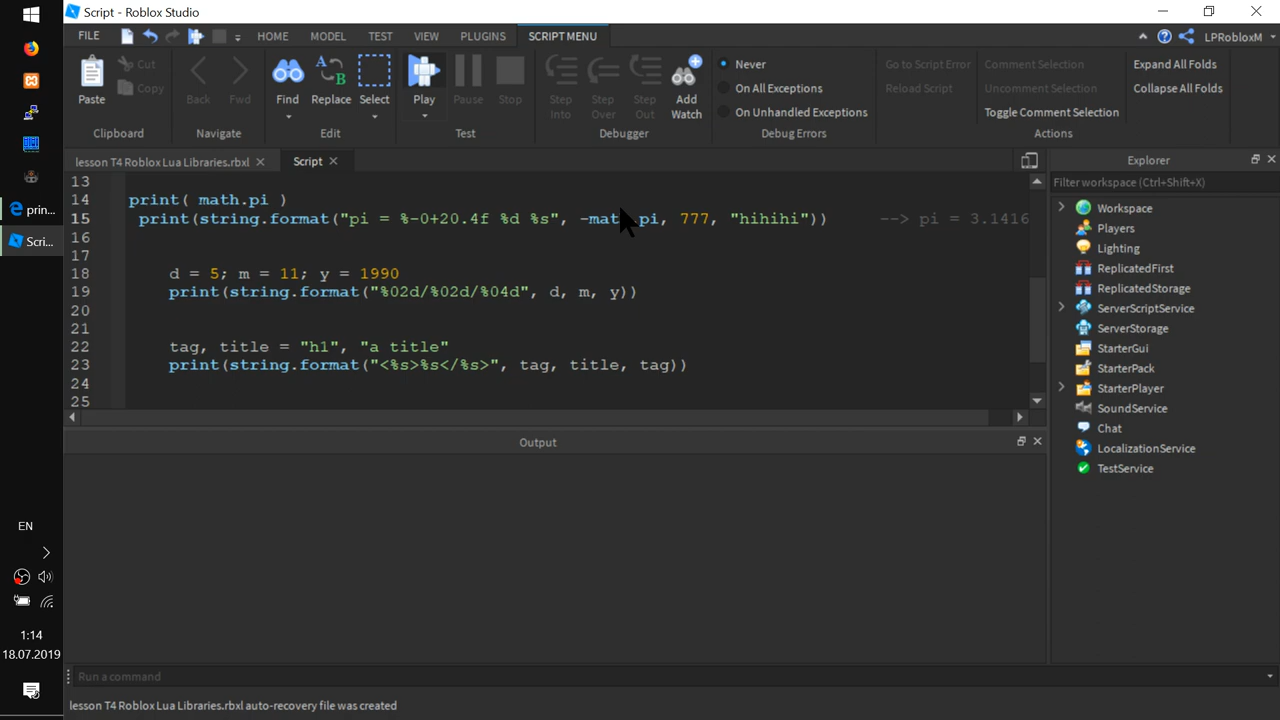 Script - Roblox Studio
FILE HOME MODEL TEST VIEW PLUGINS SCRIPT MENU LPRobloxM
Paste Cut Copy
Back Fwd
Find Replace Select
Play Pause Stop
Step Into Step Over Step Out Add Watch
Never
On All Exceptions
On Unhandled Exceptions
Go to Script Error
Reload Script
Comment Selection
Uncomment Selection
Toggle Comment Selection
Expand All Folds
Collapse All Folds
Clipboard Navigate Edit Test Debugger Debug Errors Actions
lesson T4 Roblox Lua Libraries.rbxl Script
13
14 print( math.pi )
15 print(string.format("pi = %-0+20.4f %d %s", -mat pi, 777, "hihihi")) --> pi = 3.1416
16
17
18 d = 5; m = 11; y = 1990
19 print(string.format("%02d/%02d/%04d", d, m, y))
20
21
22 tag, title = "h1", "a title"
23 print(string.format("<%s>%s</%s>", tag, title, tag))
24
25
Output
Run a command
lesson T4 Roblox Lua Libraries.rbxl auto-recovery file was created
Explorer
Filter workspace (Ctrl+Shift+X)
Workspace
Players
Lighting
ReplicatedFirst
ReplicatedStorage
ServerScriptService
ServerStorage
StarterGui
StarterPack
StarterPlayer
SoundService
Chat
LocalizationService
TestService
prin...
Scri...
EN
1:14
18.07.2019